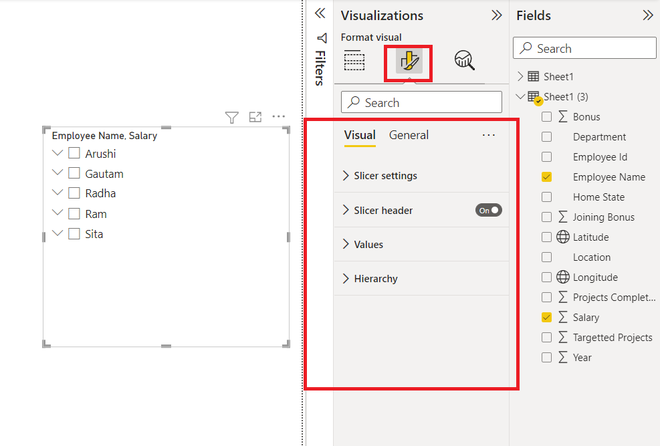 Filters
Visualizations
Format visual
Search
Visual
General
Slicer settings
Slicer header
On
Values
Hierarchy
Fields
Search
Sheet1
Sheet1 (3)
Bonus
Department
Employee Id
Employee Name
Home State
Joining Bonus
Latitude
Location
Longitude
Projects Complet...
Salary
Targetted Projects
Year
Employee Name, Salary
Arushi
Gautam
Radha
Ram
Sita